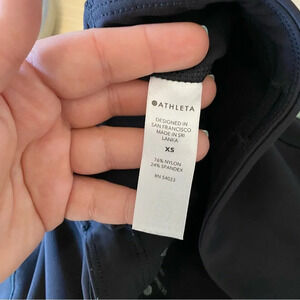 ATHLETA
DESIGNED IN
SAN FRANCISCO
MADE IN SRI
LANKA
XS
76% NYLON
24% SPANDEX
RN 54023